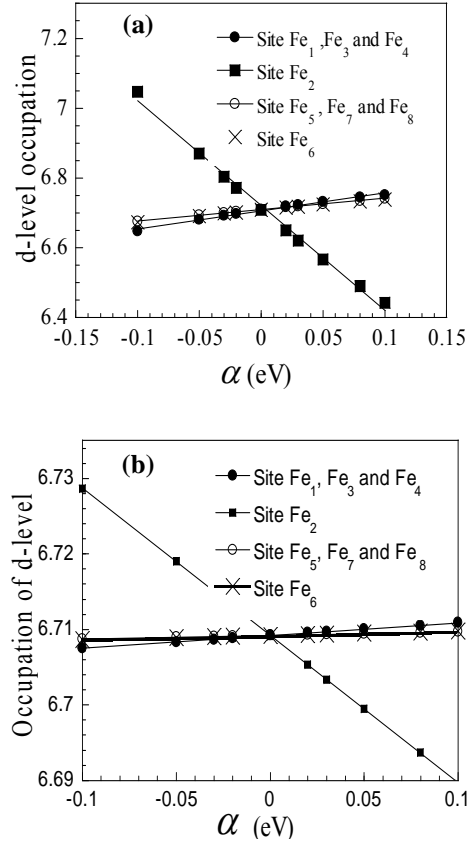 (a)
Site Fe1 ,Fe3 and Fe4
Site Fe2
Site Fe5 , Fe7 and Fe8
Site Fe6
d-level occupation
7.2
7
6.8
6.6
6.4
-0.15 -0.1 -0.05 0 0.05 0.1 0.15
α (eV)
(b)
Site Fe1, Fe3 and Fe4
Site Fe2
Site Fe5, Fe7 and Fe8
Site Fe6
Occupation of d-level
6.73
6.72
6.71
6.70
6.69
-0.1 -0.05 0 0.05 0.1
α (eV)